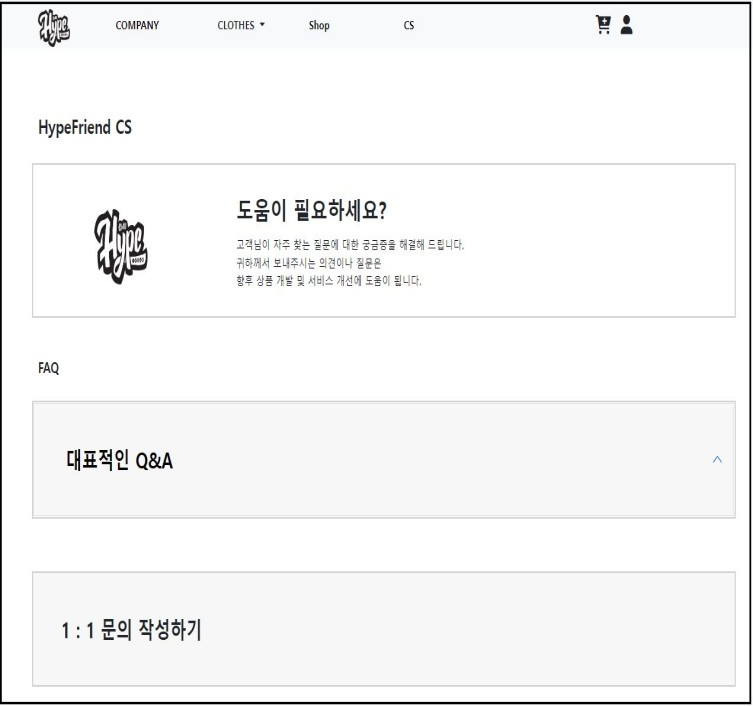 Hype
COMPANY
CLOTHES
Shop
CS
HypeFriend CS
Hype
도움이 필요하세요?
고객님이 자주 찾는 질문에 대한 궁금증을 해결해 드립니다.
귀하께서 보내주시는 의견이나 질문은
향후 상품 개발 및 서비스 개선에 도움이 됩니다.
FAQ
대표적인 Q&A
1 : 1 문의 작성하기